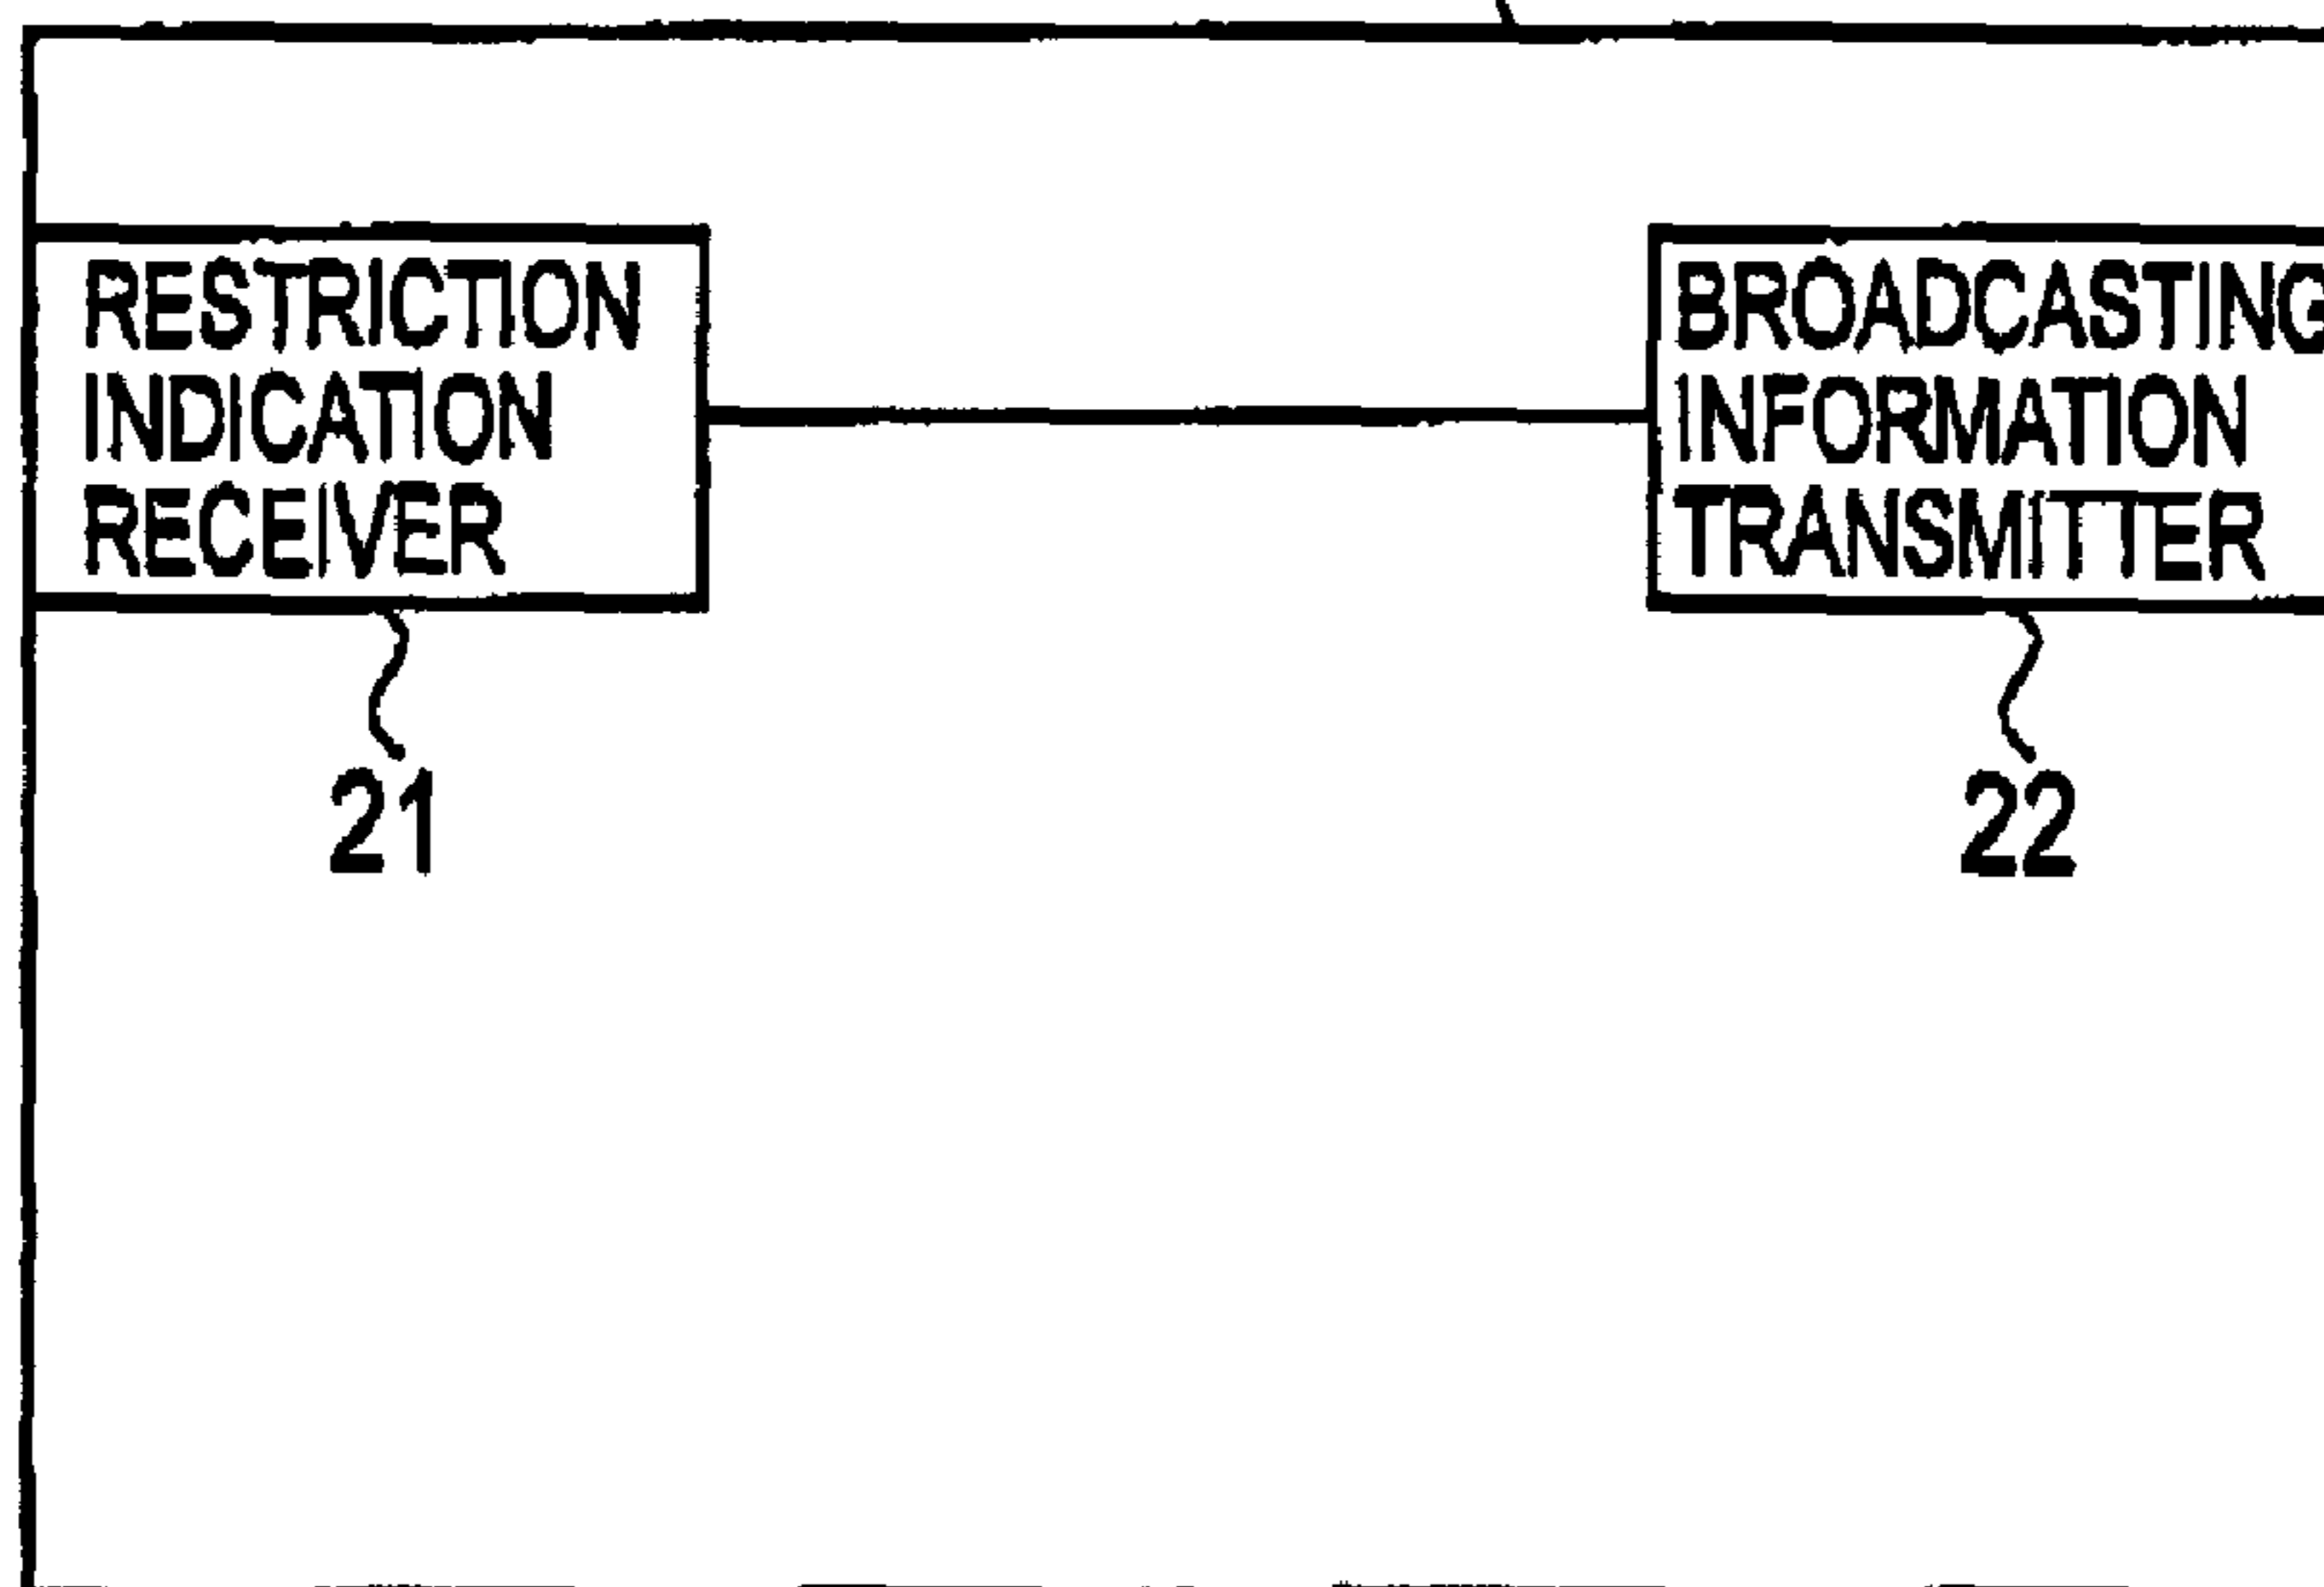 RESTRICTION
INDICATION
RECEIVER
BROADCASTING
INFORMATION
TRANSMITTER
21
22